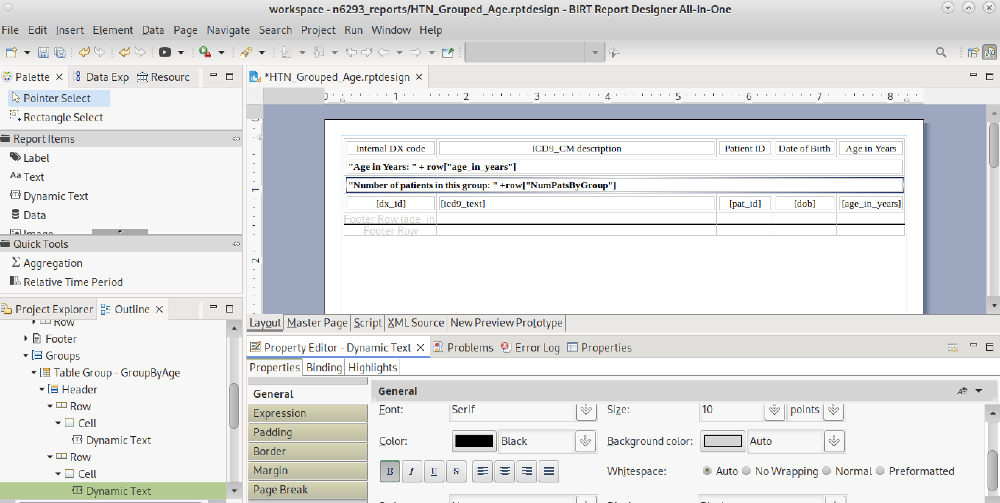 workspace - n6293_reports/HTN_Grouped_Age.rptdesign - BIRT Report Designer All-In-One
File Edit Insert Element Data Page Navigate Search Project Run Window Help
Palette Data Exp Resourc
Pointer Select
Rectangle Select
Report Items
Label
Aa Text
Dynamic Text
Data
Image
Quick Tools
Aggregation
Relative Time Period
Project Explorer Outline
Row
Footer
Groups
Table Group - GroupByAge
Header
Row
Cell
Dynamic Text
Row
Cell
Dynamic Text
*HTN_Grouped_Age.rptdesign
0 1 2 3 4 5 6 7 8
0
1
2
Internal DX code ICD9_CM description Patient ID Date of Birth Age in Years
"Age in Years: " + row["age_in_years"]
"Number of patients in this group: " +row["NumPatsByGroup"]
[dx_id] [icd9_text] [pat_id] [dob] [age_in_years]
Footer Row (age_in
Footer Row
Layout Master Page Script XML Source New Preview Prototype
Property Editor - Dynamic Text Problems Error Log Properties
Properties Binding Highlights
General
Expression
Padding
Border
Margin
Page Break
General
Font: Serif Size: 10 points
Color: Black Background color: Auto
B I U S Whitespace: Auto No Wrapping Normal Preformatted